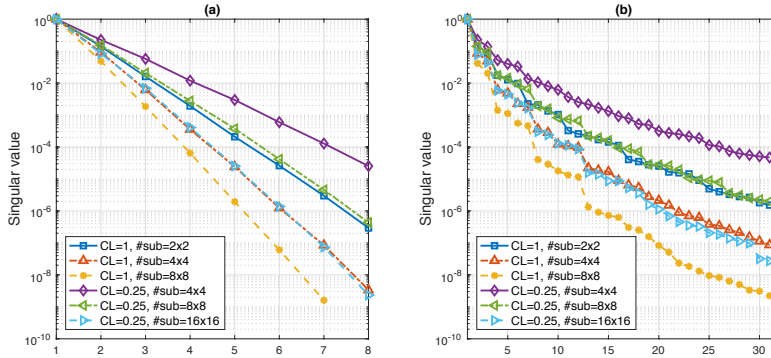 (a)
10^0
10^-2
10^-4
10^-6
10^-8
10^-10
Singular value
CL=1, #sub=2x2
CL=1, #sub=4x4
CL=1, #sub=8x8
CL=0.25, #sub=4x4
CL=0.25, #sub=8x8
CL=0.25, #sub=16x16
1 2 3 4 5 6 7 8
(b)
10^0
10^-2
10^-4
10^-6
10^-8
10^-10
Singular value
CL=1, #sub=2x2
CL=1, #sub=4x4
CL=1, #sub=8x8
CL=0.25, #sub=4x4
CL=0.25, #sub=8x8
CL=0.25, #sub=16x16
5 10 15 20 25 30